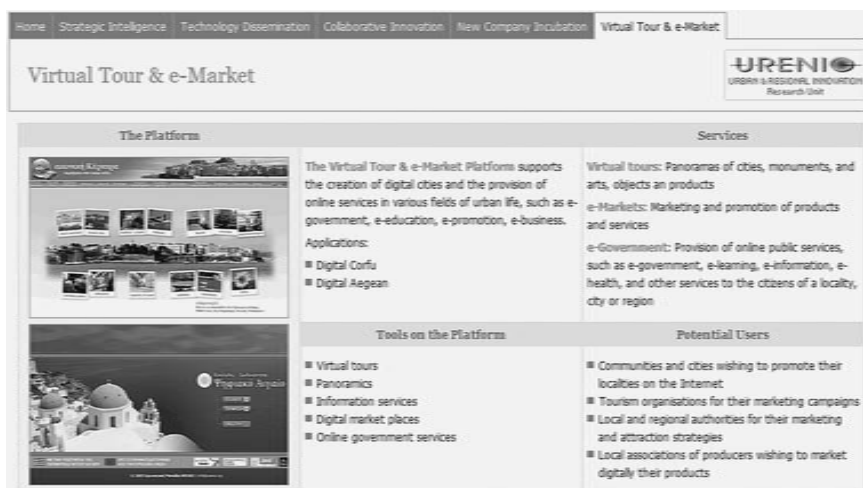 Home Strategic Intelligence Technology Dissemination Collaborative Innovation New Company Incubation Virtual Tour & e-Market
Virtual Tour & e-Market
URENIO
URBAN & REGIONAL INNOVATION
Research Unit
The Platform
The Virtual Tour & e-Market Platform supports
the creation of digital cities and the provision of
online services in various fields of urban life, such as e-
government, e-education, e-promotion, e-business.
Applications:
Digital Corfu
Digital Aegean
Services
Virtual tours: Panoramas of cities, monuments, and
arts, objects an products
e-Markets: Marketing and promotion of products
and services
e-Government: Provision of online public services,
such as e-government, e-learning, e-information, e-
health, and other services to the citizens of a locality,
city or region
Ψηφιακό Αιγαίο
Tools on the Platform
Virtual tours
Panoramics
Information services
Digital market places
Online government services
Potential Users
Communities and cities wishing to promote their
localities on the Internet
Tourism organisations for their marketing campaigns
Local and regional authorities for their marketing
and attraction strategies
Local associations of producers wishing to market
digitally their products